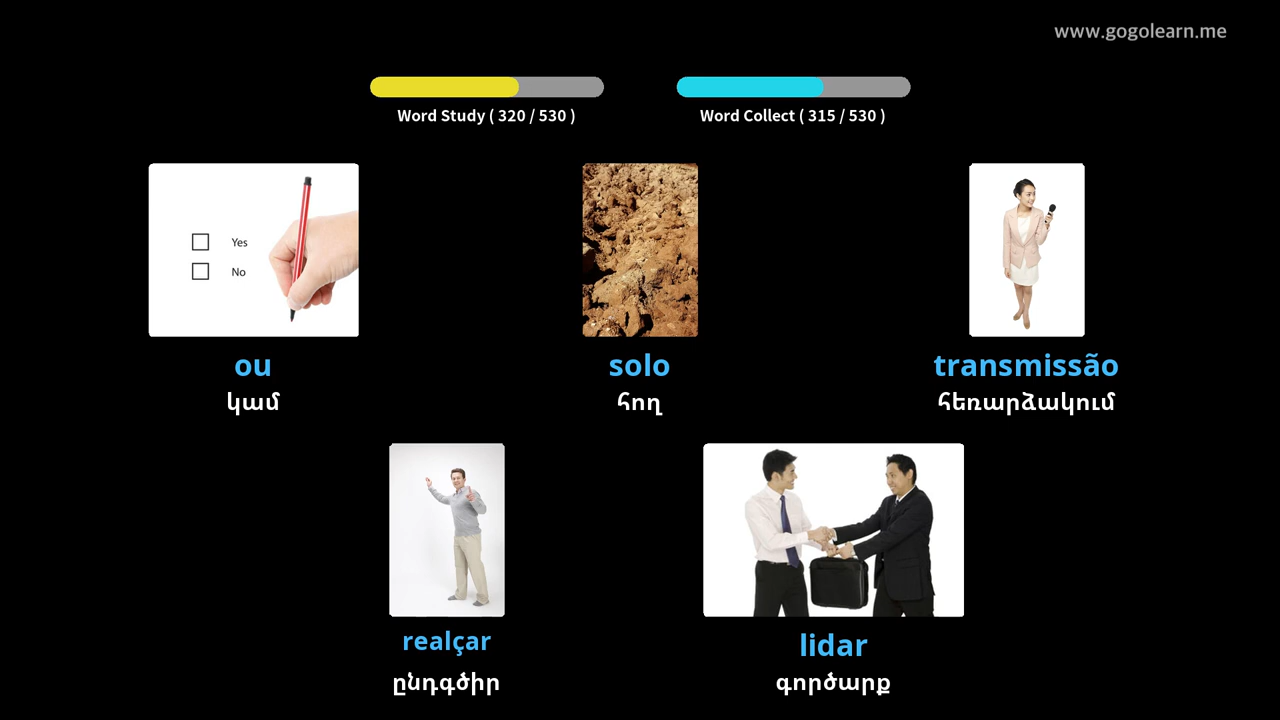 www.gogolearn.me
Word Study ( 320 / 530 )
Word Collect ( 315 / 530 )
Yes
No
ou
կամ
solo
հող
transmissão
հեռարձակում
realçar
ընդգծիր
lidar
գործարք